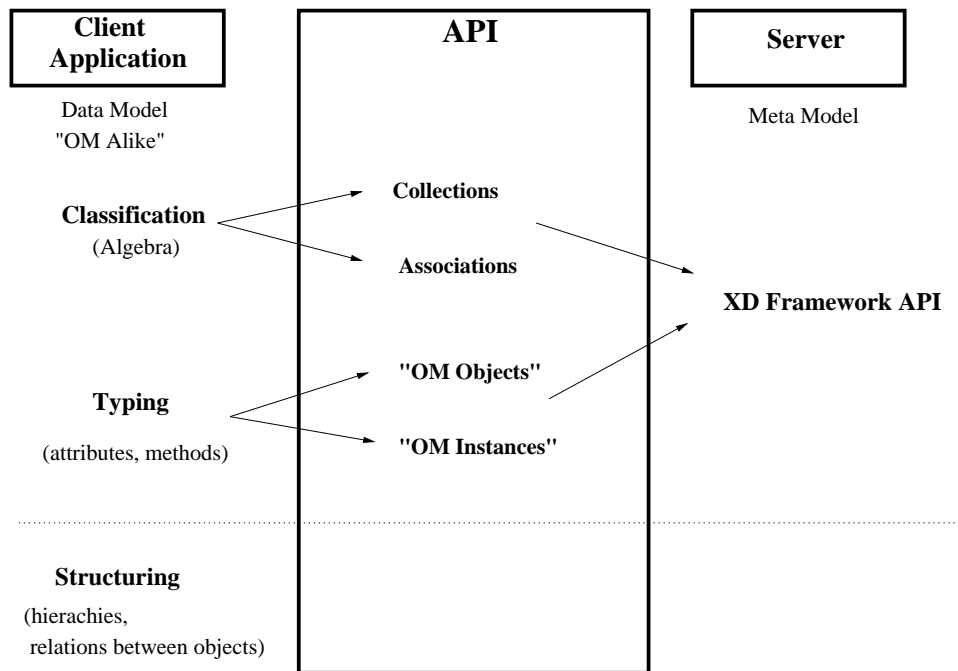 Client
Application
API
Server
Data Model
"OM Alike"
Meta Model
Classification
(Algebra)
Collections
Associations
XD Framework API
Typing
(attributes, methods)
"OM Objects"
"OM Instances"
Structuring
(hierachies,
relations between objects)